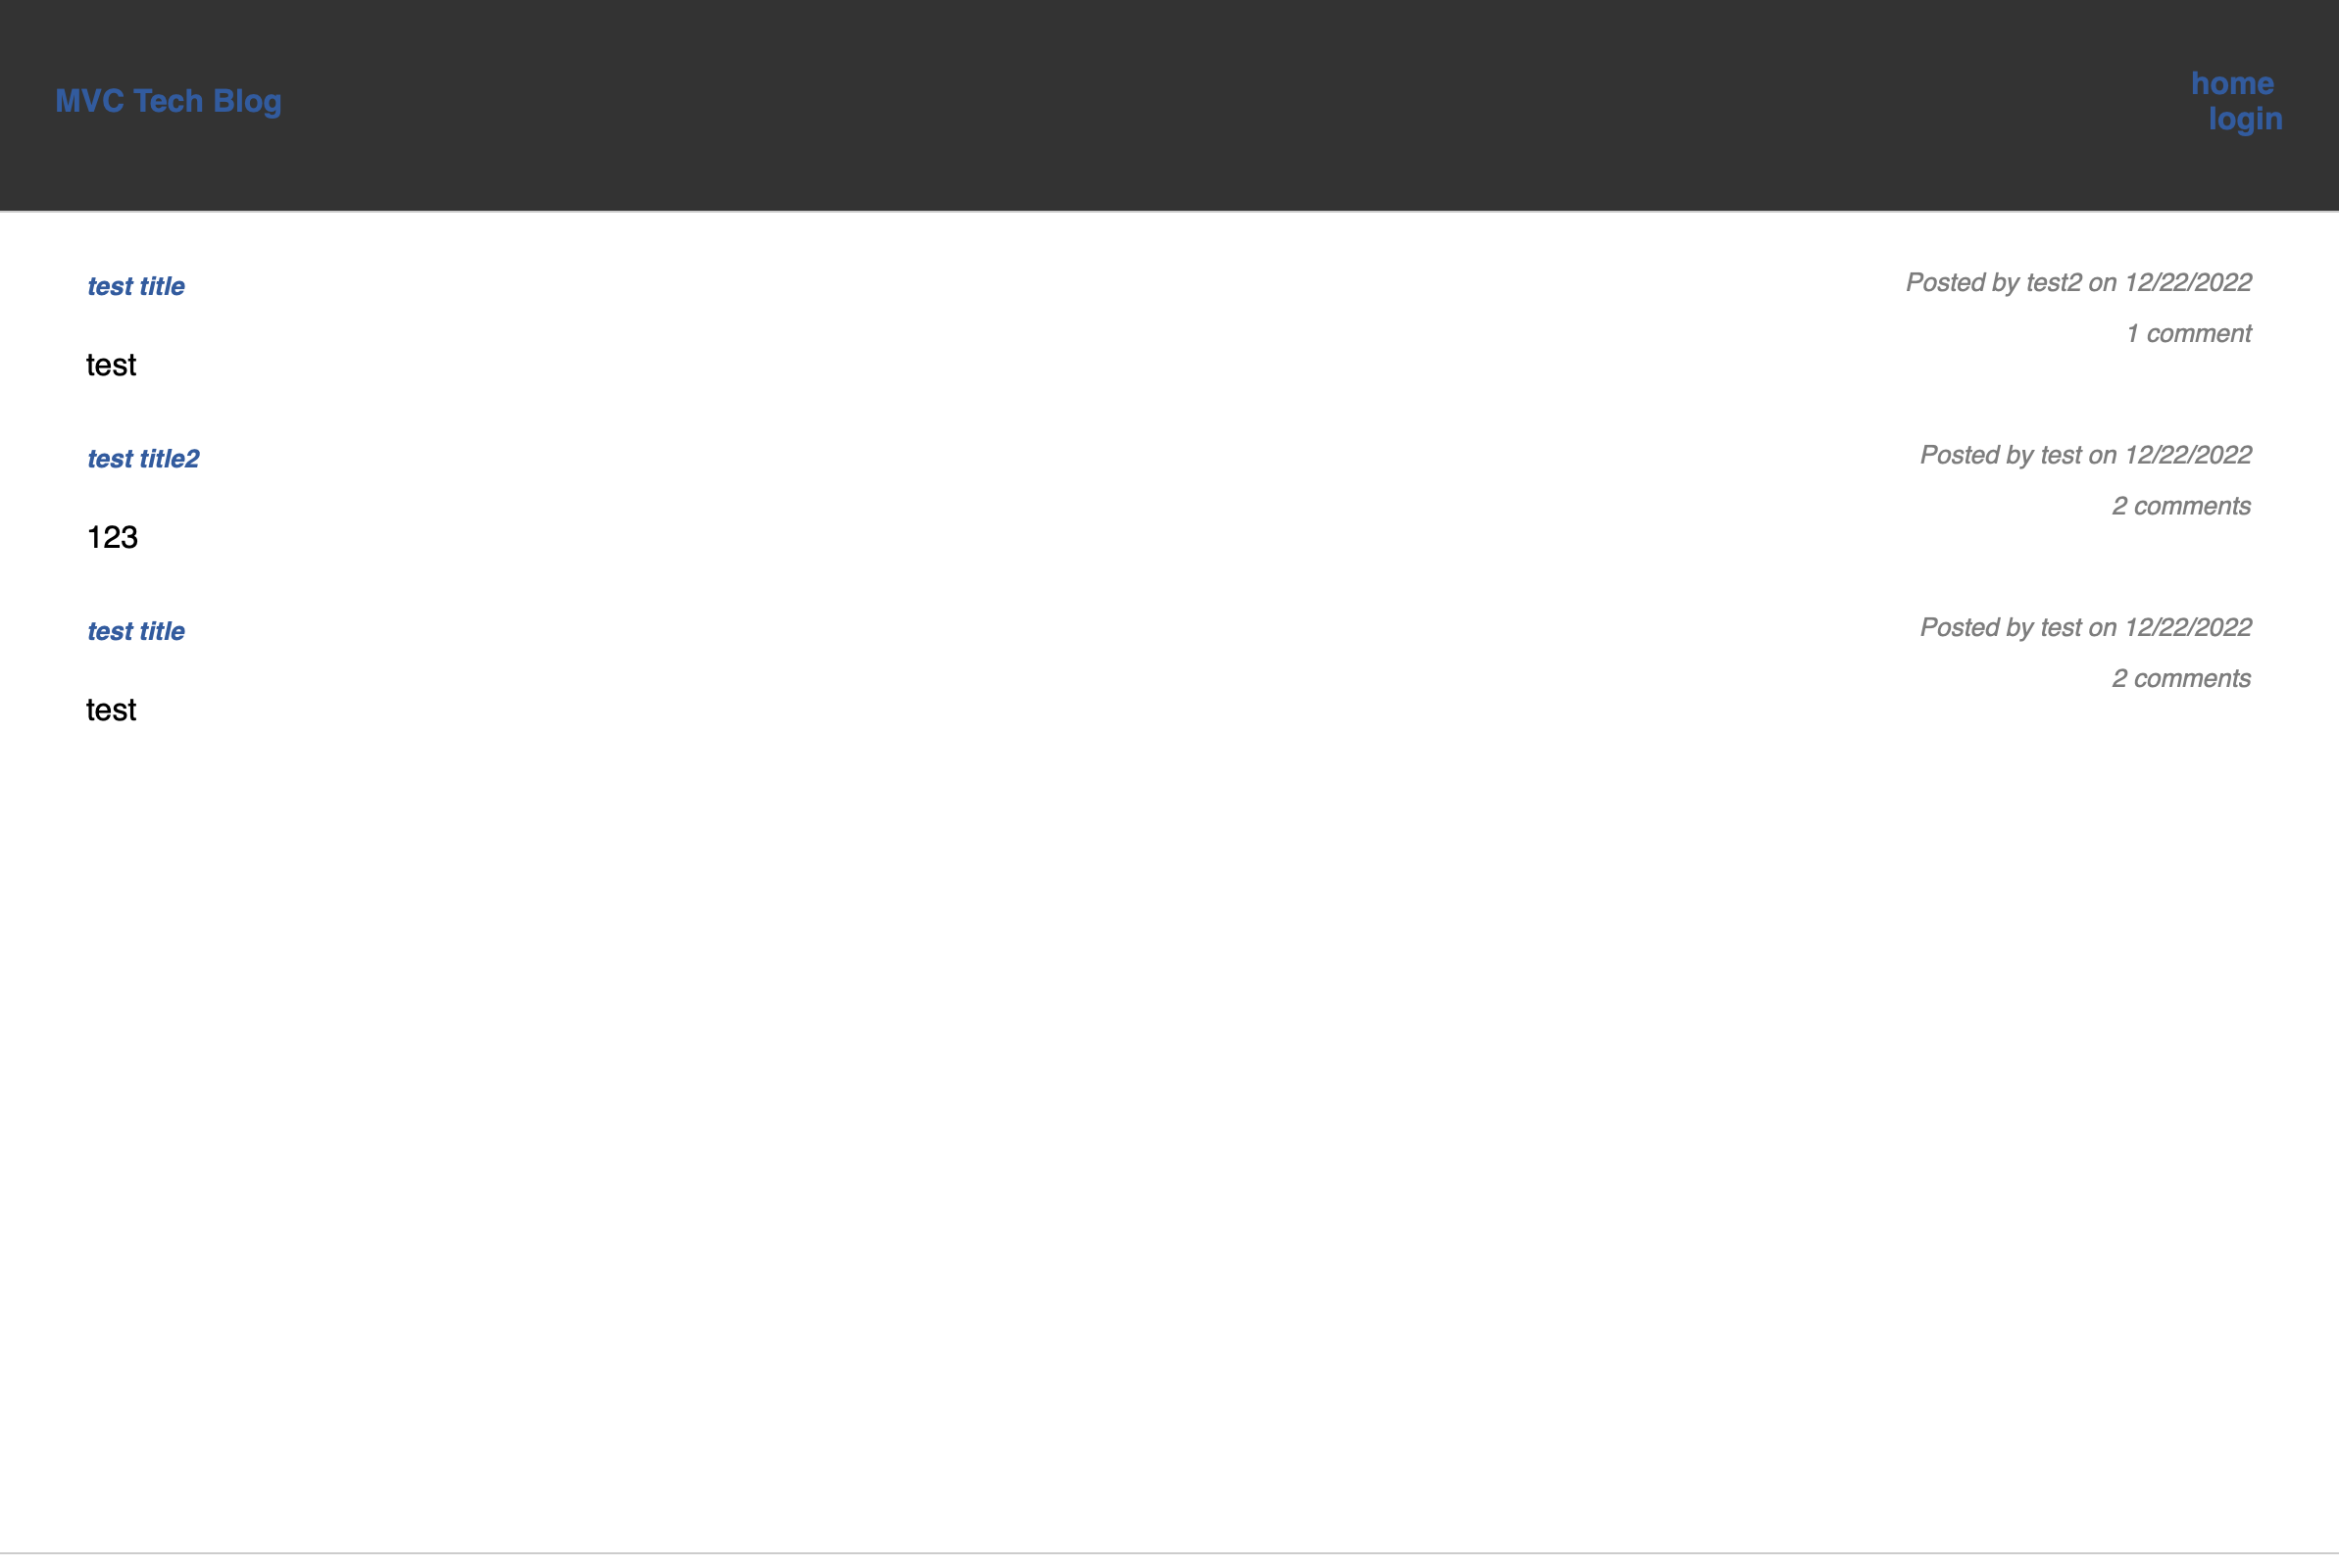 MVC Tech Blog
home
login
test title
Posted by test2 on 12/22/2022
1 comment
test
test title2
Posted by test on 12/22/2022
2 comments
123
test title
Posted by test on 12/22/2022
2 comments
test